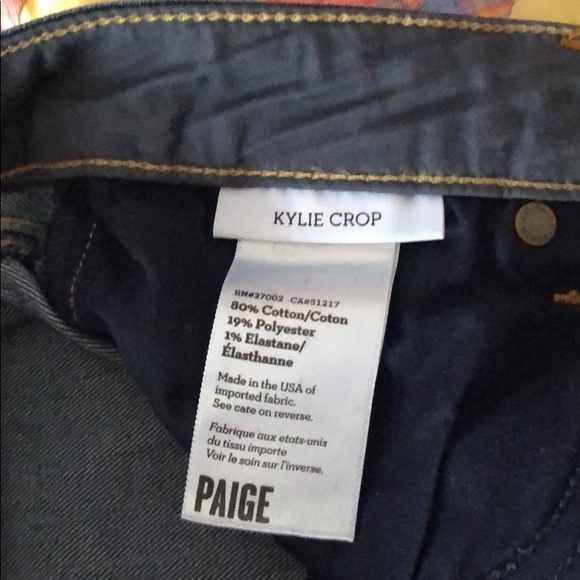 KYLIE CROP
RN#27002 CA#51217
80% Cotton/Coton
19% Polyester
1% Elastane/
Élasthanne
Made in the USA of
imported fabric.
See cate on reverse.
Fabrique aux etats-unis
du tissu importe
Voir le soin sur l'inverse.
PAIGE